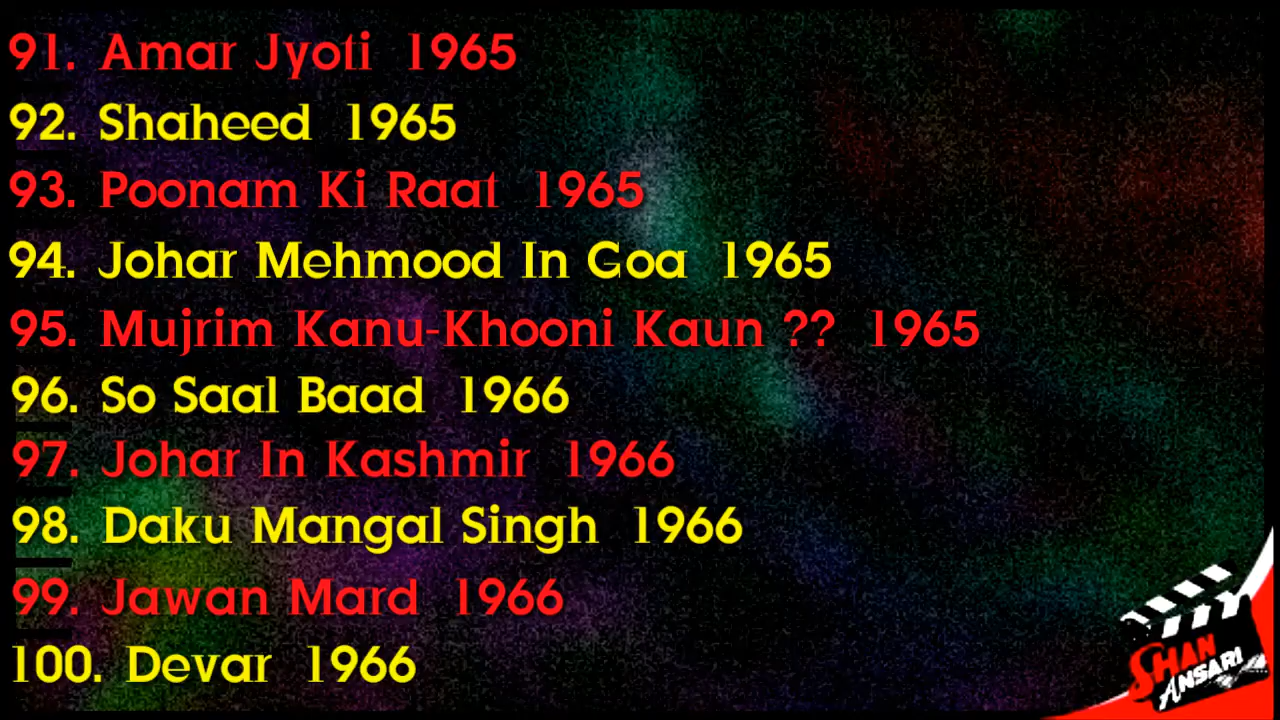 91. Amar Jyoti 1965
92. Shaheed 1965
93. Poonam Ki Raat 1965
94. Johar Mehmood In Goa 1965
95. Mujrim Kanu-Khooni Kaun ?? 1965
96. So Saal Baad 1966
97. Johar In Kashmir 1966
98. Daku Mangal Singh 1966
99. Jawan Mard 1966
100. Devar 1966
SHAN
ANSARI